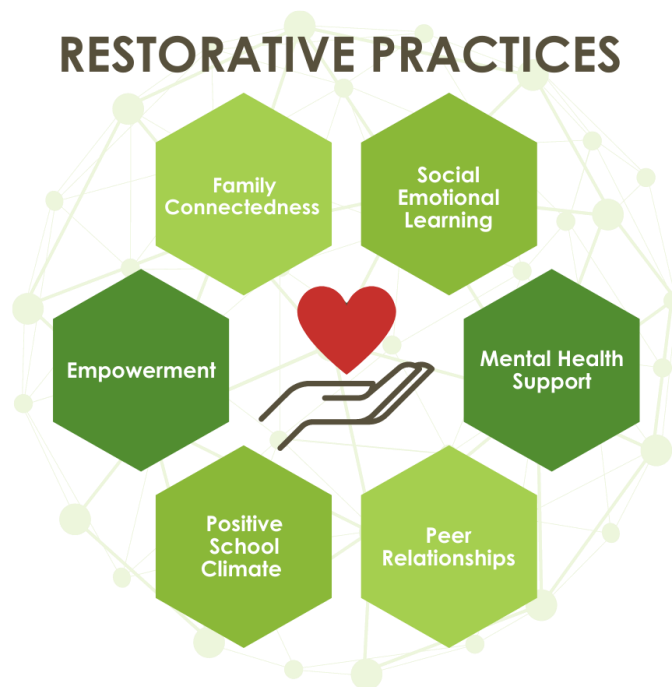 RESTORATIVE PRACTICES
Family
Connectedness
Social
Emotional
Learning
Empowerment
Mental Health
Support
Positive
School
Climate
Peer
Relationships